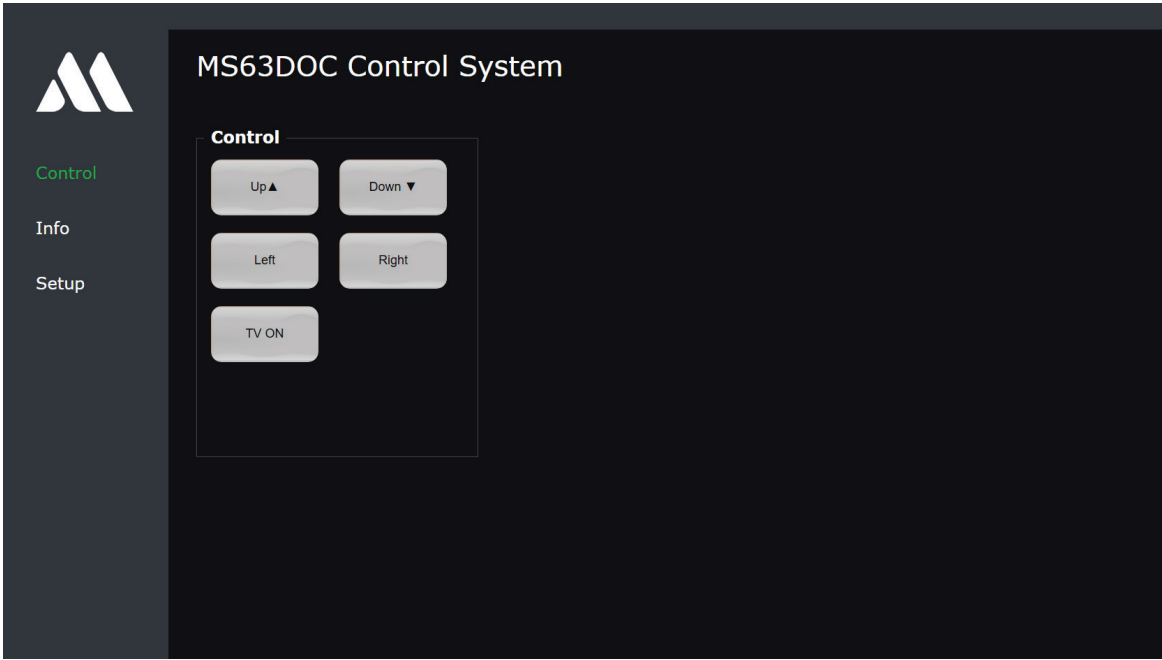 MS63DOC Control System
Control
Info
Setup
Control
Up▲
Down ▼
Left
Right
TV ON